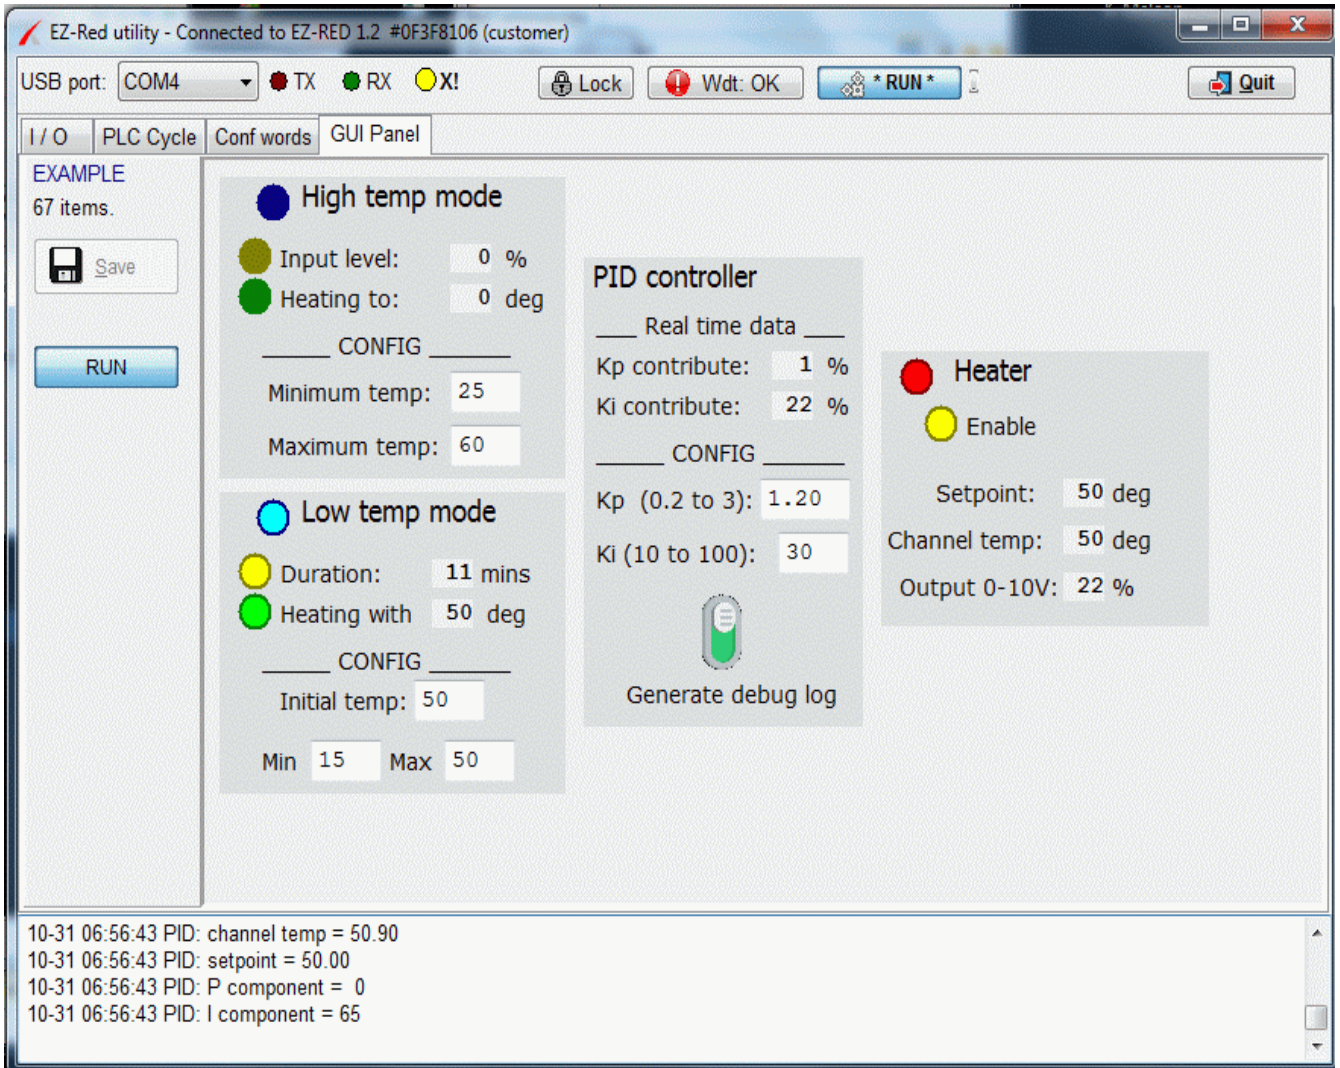 EZ-Red utility - Connected to EZ-RED 1.2 #0F3F8106 (customer)
USB port: COM4 TX RX X! Lock Wdt: OK * RUN * Quit
I / O PLC Cycle Conf words GUI Panel
EXAMPLE
67 items.
Save
RUN
High temp mode
Input level: 0 %
Heating to: 0 deg
CONFIG
Minimum temp: 25
Maximum temp: 60
Low temp mode
Duration: 11 mins
Heating with 50 deg
CONFIG
Initial temp: 50
Min 15 Max 50
PID controller
___ Real time data ___
Kp contribute: 1 %
Ki contribute: 22 %
CONFIG
Kp (0.2 to 3): 1.20
Ki (10 to 100): 30
Generate debug log
Heater
Enable
Setpoint: 50 deg
Channel temp: 50 deg
Output 0-10V: 22 %
10-31 06:56:43 PID: channel temp = 50.90
10-31 06:56:43 PID: setpoint = 50.00
10-31 06:56:43 PID: P component = 0
10-31 06:56:43 PID: I component = 65